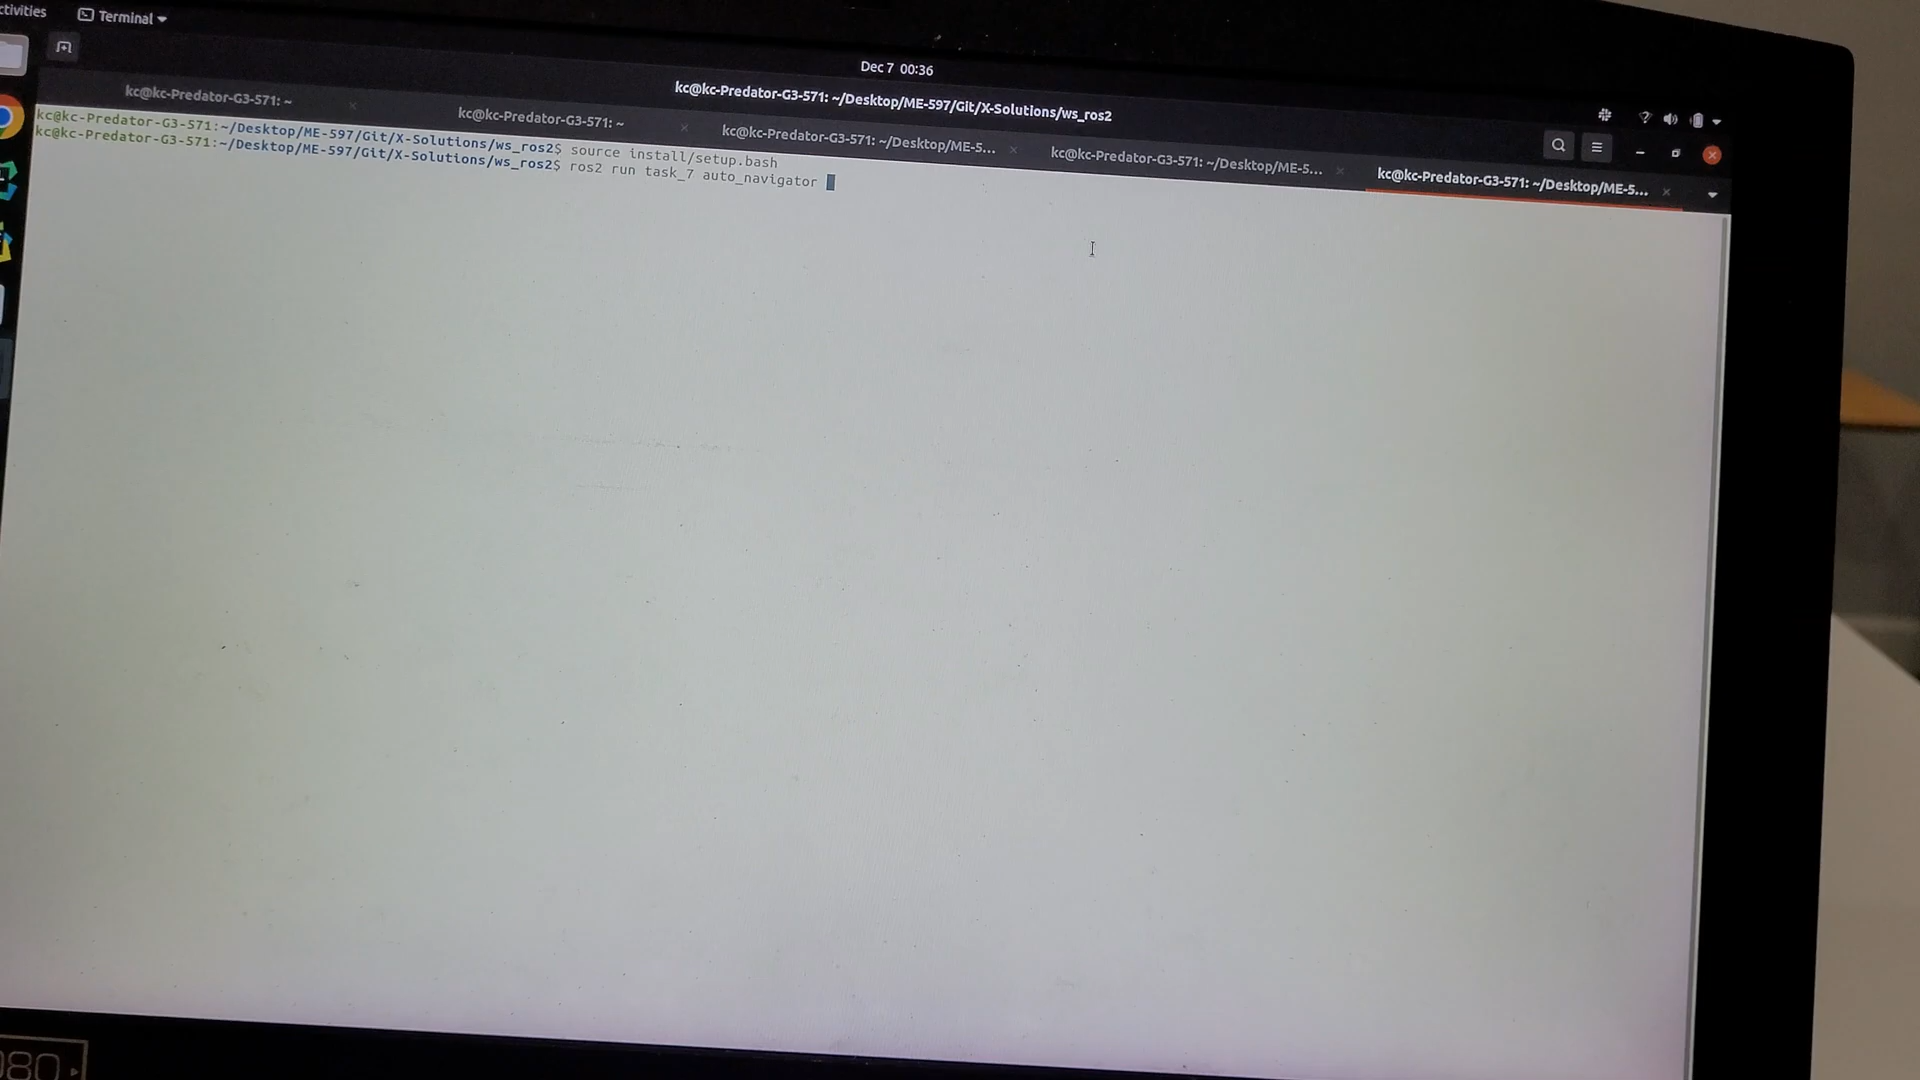 ctivities
Terminal
Dec 7 00:36
kc@kc-Predator-G3-571: ~/Desktop/ME-597/Git/X-Solutions/ws_ros2
kc@kc-Predator-G3-571: ~
kc@kc-Predator-G3-571: ~
kc@kc-Predator-G3-571: ~/Desktop/ME-5...
kc@kc-Predator-G3-571: ~/Desktop/ME-5...
kc@kc-Predator-G3-571: ~/Desktop/ME-5...
kc@kc-Predator-G3-571:~/Desktop/ME-597/Git/X-Solutions/ws_ros2$ source install/setup.bash
kc@kc-Predator-G3-571:~/Desktop/ME-597/Git/X-Solutions/ws_ros2$ ros2 run task_7 auto_navigator
080